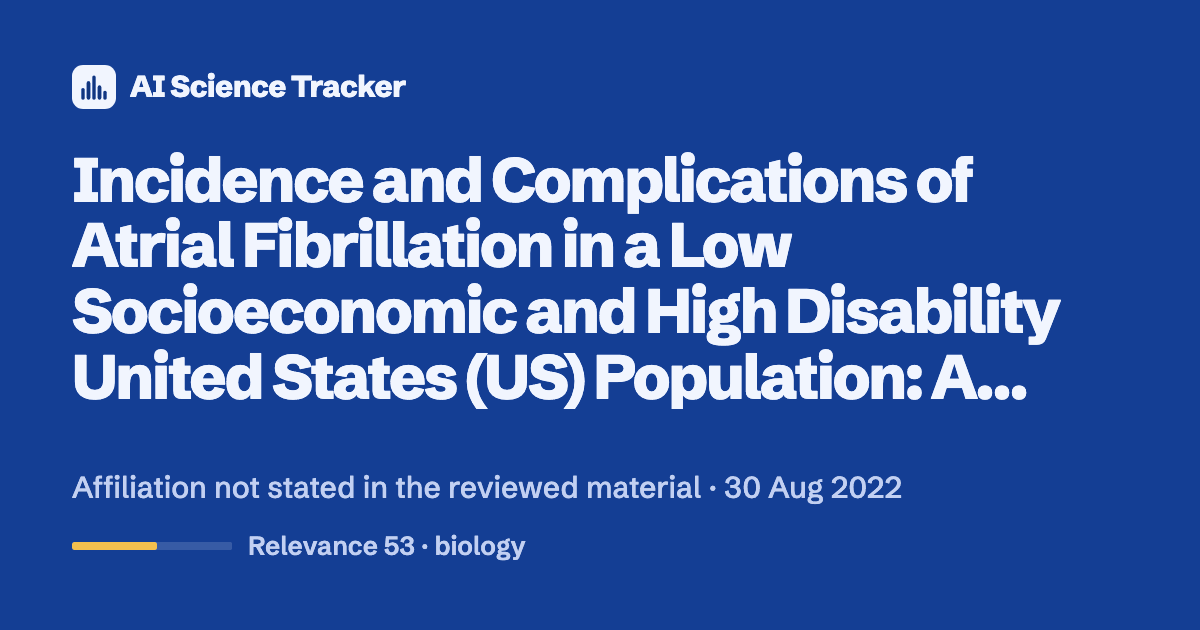 AI Science Tracker
Incidence and Complications of
Atrial Fibrillation in a Low
Socioeconomic and High Disability
United States (US) Population: A...
Affiliation not stated in the reviewed material · 30 Aug 2022
Relevance 53 · biology